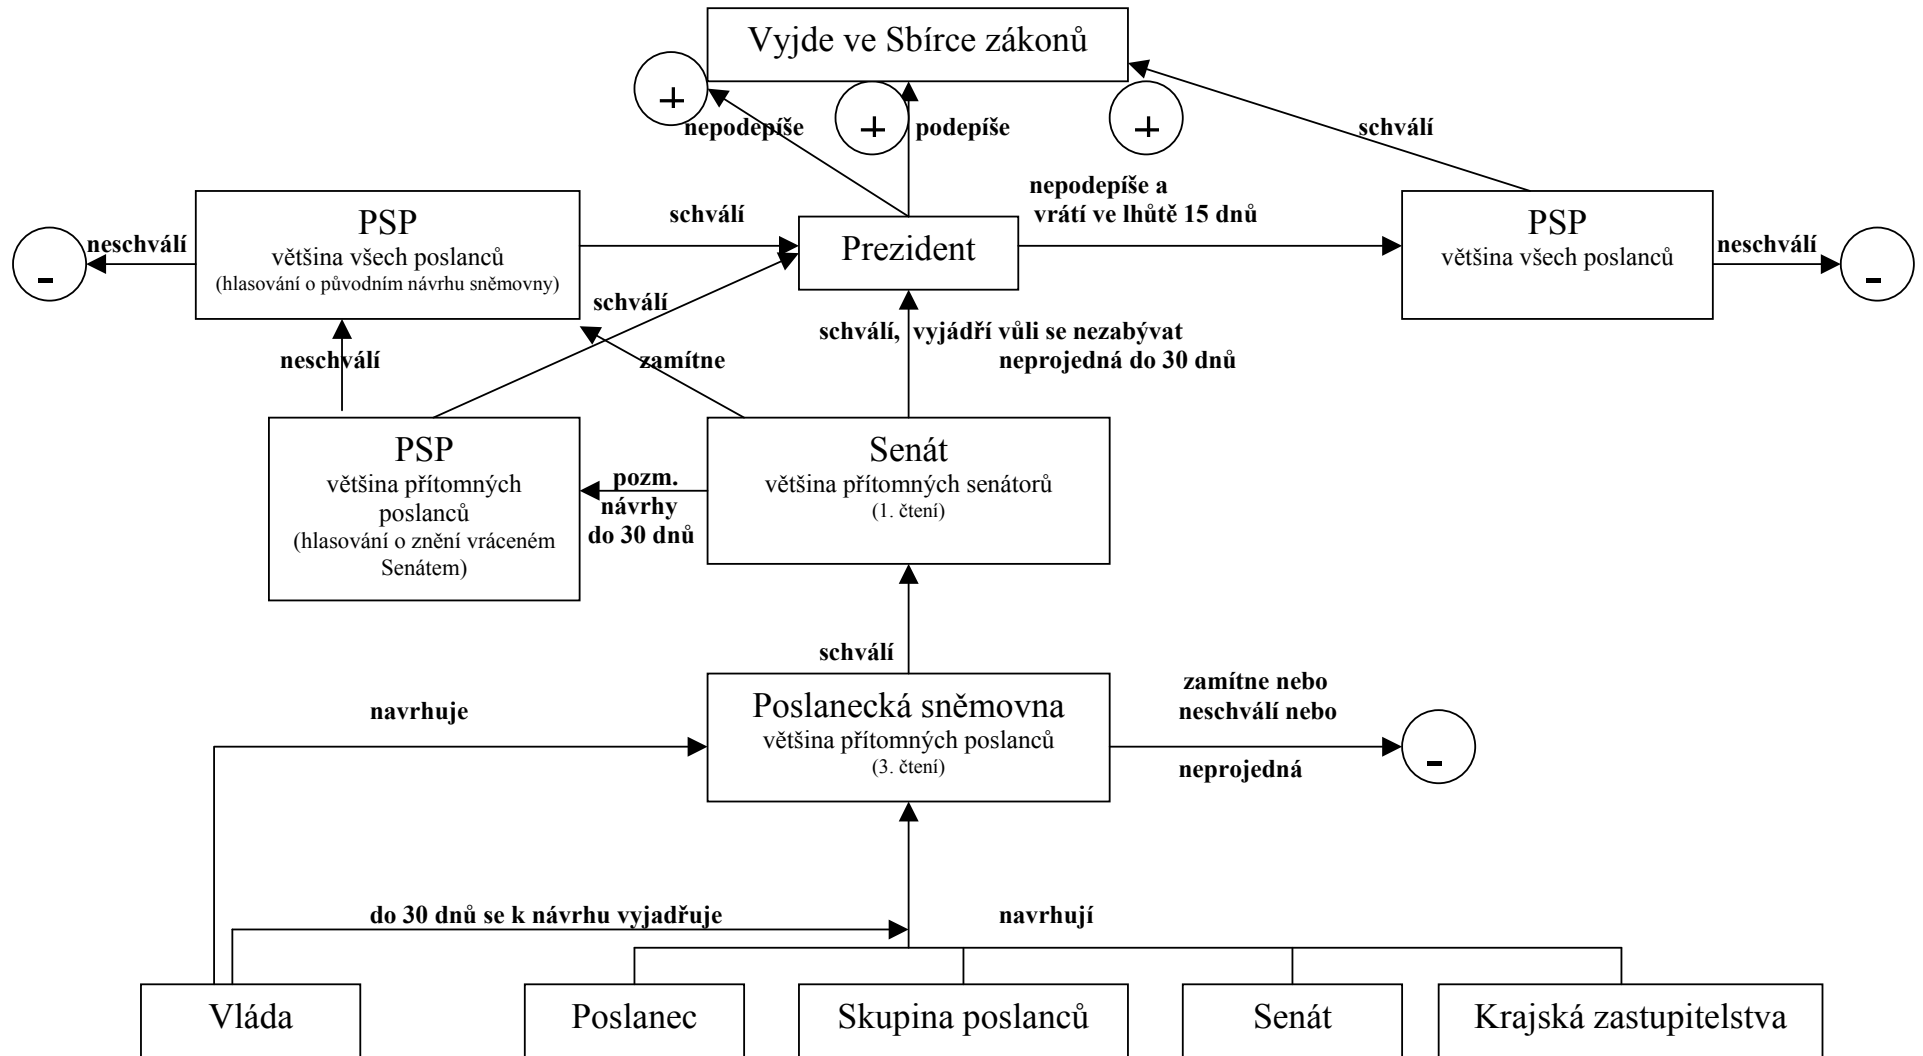 Vyjde ve Sbírce zákonů
+
+
+
nepodepíše
podepíše
schválí
PSP
většina všech poslanců
(hlasování o původním návrhu sněmovny)
neschválí
-
schválí
Prezident
nepodepíše a
vrátí ve lhůtě 15 dnů
PSP
většina všech poslanců
neschválí
-
schválí
neschválí
zamítne
schválí, vyjádří vůli se nezabývat
neprojedná do 30 dnů
PSP
většina přítomných
poslanců
(hlasování o znění vráceném
Senátem)
pozm.
návrhy
do 30 dnů
Senát
většina přítomných senátorů
(1. čtení)
schválí
navrhuje
Poslanecká sněmovna
většina přítomných poslanců
(3. čtení)
zamítne nebo
neschválí nebo
neprojedná
-
do 30 dnů se k návrhu vyjadřuje
navrhují
Vláda
Poslanec
Skupina poslanců
Senát
Krajská zastupitelstva